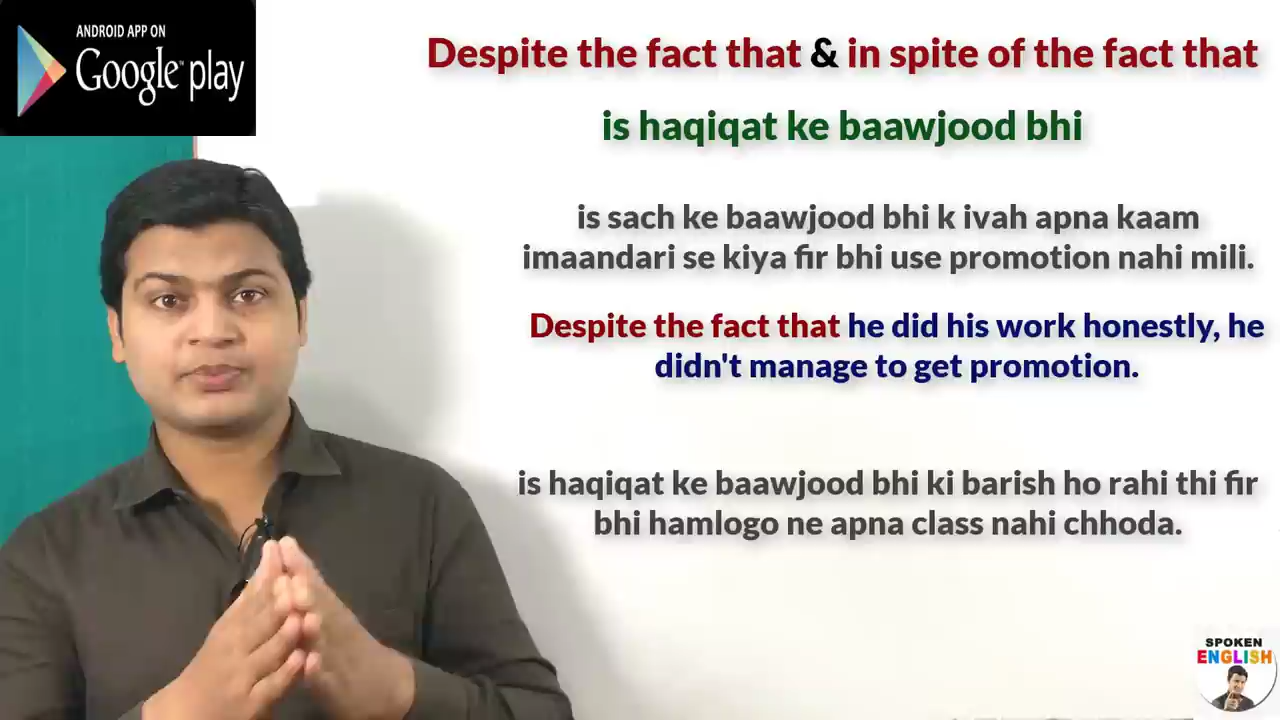 ANDROID APP ON
Google play
Despite the fact that & in spite of the fact that
is haqiqat ke baawjood bhi
is sach ke baawjood bhi k ivah apna kaam
imaandari se kiya fir bhi use promotion nahi mili.
Despite the fact that he did his work honestly, he
didn't manage to get promotion.
is haqiqat ke baawjood bhi ki barish ho rahi thi fir
bhi hamlogo ne apna class nahi chhoda.
SPOKEN
ENGLISH